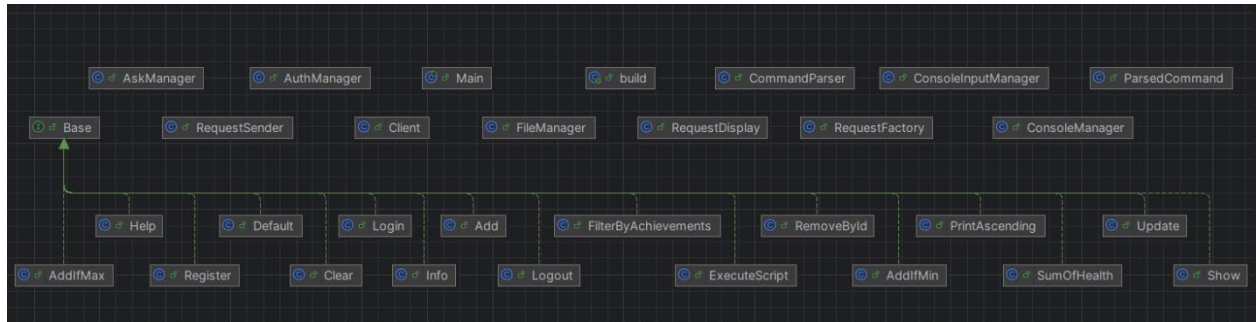 AskManager AuthManager Main build CommandParser ConsoleInputManager ParsedCommand
Base RequestSender Client FileManager RequestDisplay RequestFactory ConsoleManager
Help Default Login Add FilterByAchievements RemoveById PrintAscending Update
AddIfMax Register Clear Info Logout ExecuteScript AddIfMin SumOfHealth Show